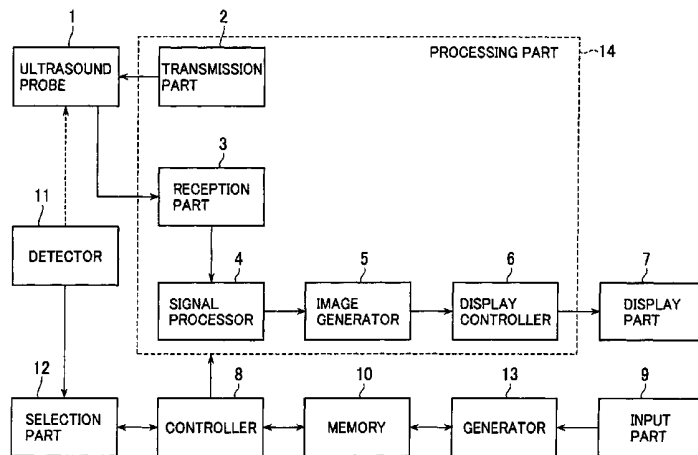 1
ULTRASOUND
PROBE
2
TRANSMISSION
PART
PROCESSING PART
14
3
RECEPTION
PART
11
DETECTOR
4
SIGNAL
PROCESSOR
5
IMAGE
GENERATOR
6
DISPLAY
CONTROLLER
7
DISPLAY
PART
12
SELECTION
PART
8
CONTROLLER
10
MEMORY
13
GENERATOR
9
INPUT
PART